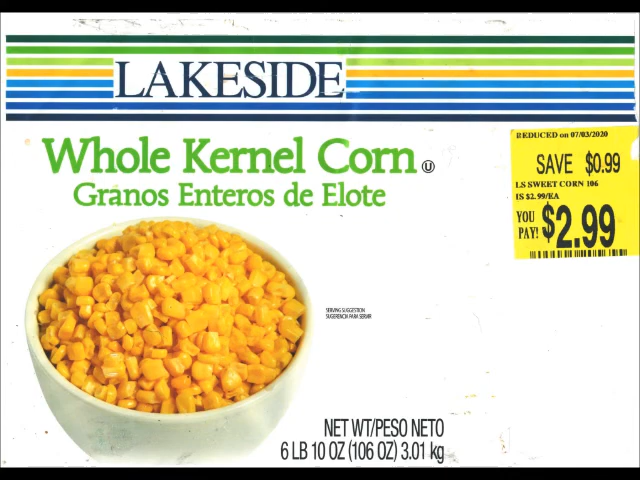 LAKESIDE
Whole Kernel Corn
Granos Enteros de Elote
REDUCED on 07/03/2020
SAVE $0.99
LS SWEET CORN 106
IS $2.99/EA
YOU PAY! $2.99
SERVING SUGGESTION
SUGERENCIA PARA SERVIR
NET WT/PESO NETO
6 LB 10 OZ (106 OZ) 3.01 kg